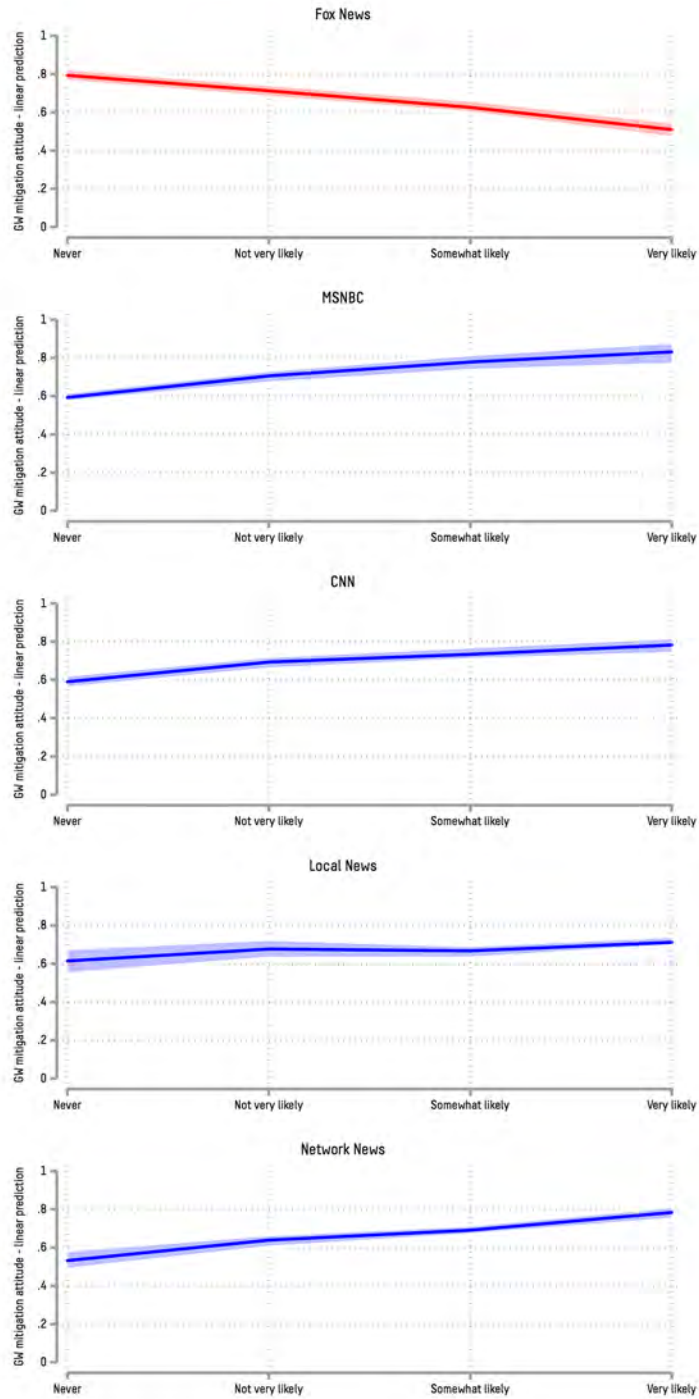 Fox News
GW mitigation attitude - linear prediction
1
.8
.6
.4
.2
0
Never
Not very likely
Somewhat likely
Very likely
MSNBC
GW mitigation attitude - linear prediction
1
.8
.6
.4
.2
0
Never
Not very likely
Somewhat likely
Very likely
CNN
GW mitigation attitude - linear prediction
1
.8
.6
.4
.2
0
Never
Not very likely
Somewhat likely
Very likely
Local News
GW mitigation attitude - linear prediction
1
.8
.6
.4
.2
0
Never
Not very likely
Somewhat likely
Very likely
Network News
GW mitigation attitude - linear prediction
1
.8
.6
.4
.2
0
Never
Not very likely
Somewhat likely
Very likely